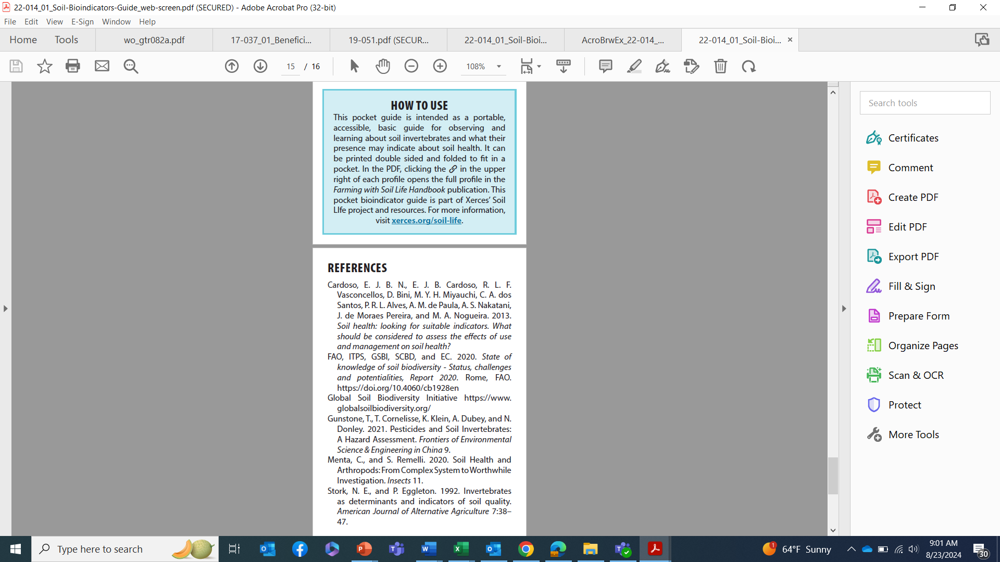 22-014_01_Soil-Bioindicators-Guide_web-screen.pdf (SECURED) - Adobe Acrobat Pro (32-bit)
File Edit View E-Sign Window Help
Home Tools wo_gtr082a.pdf 17-037_01_Benefici... 19-051.pdf (SECUR... 22-014_01_Soil-Bioi... AcroBrwEx_22-014_... 22-014_01_Soil-Bioi...
15 / 16 108%
HOW TO USE
This pocket guide is intended as a portable,
accessible, basic guide for observing and
learning about soil invertebrates and what their
presence may indicate about soil health. It can
be printed double sided and folded to fit in a
pocket. In the PDF, clicking the in the upper
right of each profile opens the full profile in the
Farming with Soil Life Handbook publication. This
pocket bioindicator guide is part of Xerces' Soil
LIfe project and resources. For more information,
visit xerces.org/soil-life.
REFERENCES
Cardoso, E. J. B. N., E. J. B. Cardoso, R. L. F.
Vasconcellos, D. Bini, M. Y. H. Miyauchi, C. A. dos
Santos, P. R. L. Alves, A. M. de Paula, A. S. Nakatani,
J. de Moraes Pereira, and M. A. Nogueira. 2013.
Soil health: looking for suitable indicators. What
should be considered to assess the effects of use
and management on soil health?
FAO, ITPS, GSBI, SCBD, and EC. 2020. State of
knowledge of soil biodiversity - Status, challenges
and potentialities, Report 2020. Rome, FAO.
https://doi.org/10.4060/cb1928en
Global Soil Biodiversity Initiative https://www.
globalsoilbiodiversity.org/
Gunstone, T., T. Cornelisse, K. Klein, A. Dubey, and N.
Donley. 2021. Pesticides and Soil Invertebrates:
A Hazard Assessment. Frontiers of Environmental
Science & Engineering in China 9.
Menta, C., and S. Remelli. 2020. Soil Health and
Arthropods: From Complex System to Worthwhile
Investigation. Insects 11.
Stork, N. E., and P. Eggleton. 1992. Invertebrates
as determinants and indicators of soil quality.
American Journal of Alternative Agriculture 7:38–
47.
Search tools
Certificates
Comment
Create PDF
Edit PDF
Export PDF
Fill & Sign
Prepare Form
Organize Pages
Scan & OCR
Protect
More Tools
Type here to search
1
64°F Sunny
9:01 AM
8/23/2024
30